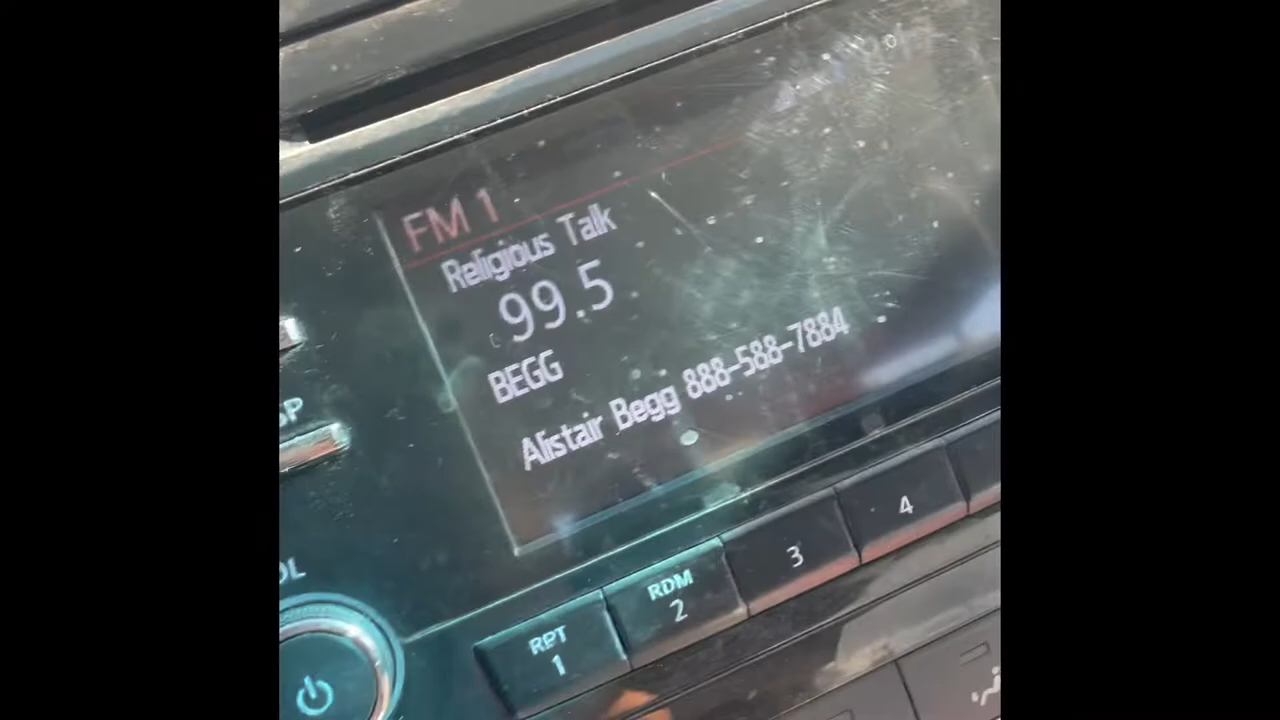 FM 1
Religious Talk
99.5
BEGG
Alistair Begg 888-588-7884
RPT
1
RDM
2
3
4